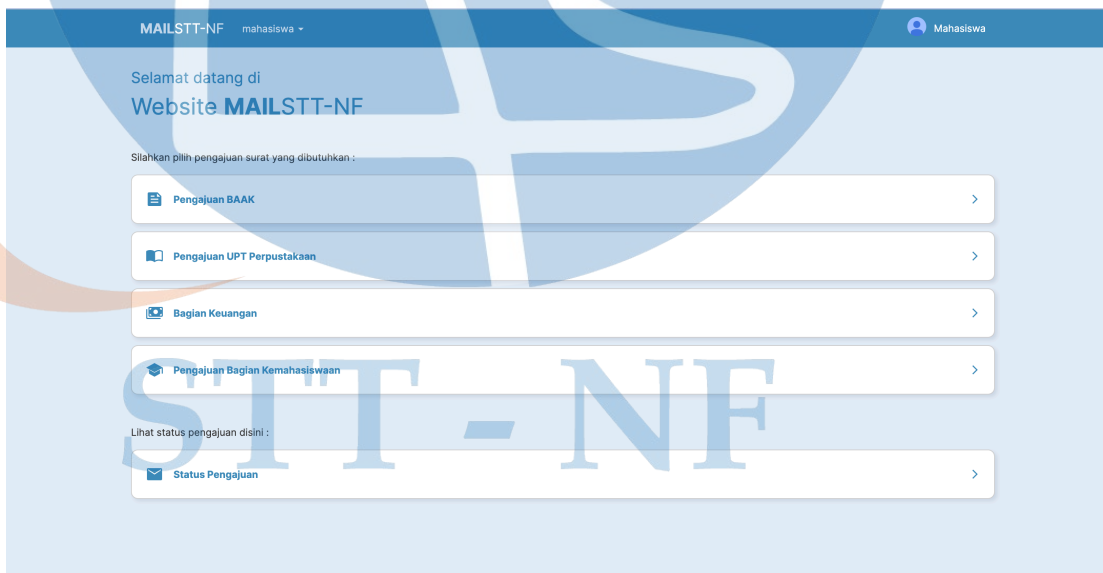 MAILSTT-NF mahasiswa Mahasiswa
Selamat datang di
Website MAILSTT-NF
Silahkan pilih pengajuan surat yang dibutuhkan :
Pengajuan BAAK
Pengajuan UPT Perpustakaan
Bagian Keuangan
Pengajuan Bagian Kemahasiswaan
STT - NF
Lihat status pengajuan disini :
Status Pengajuan